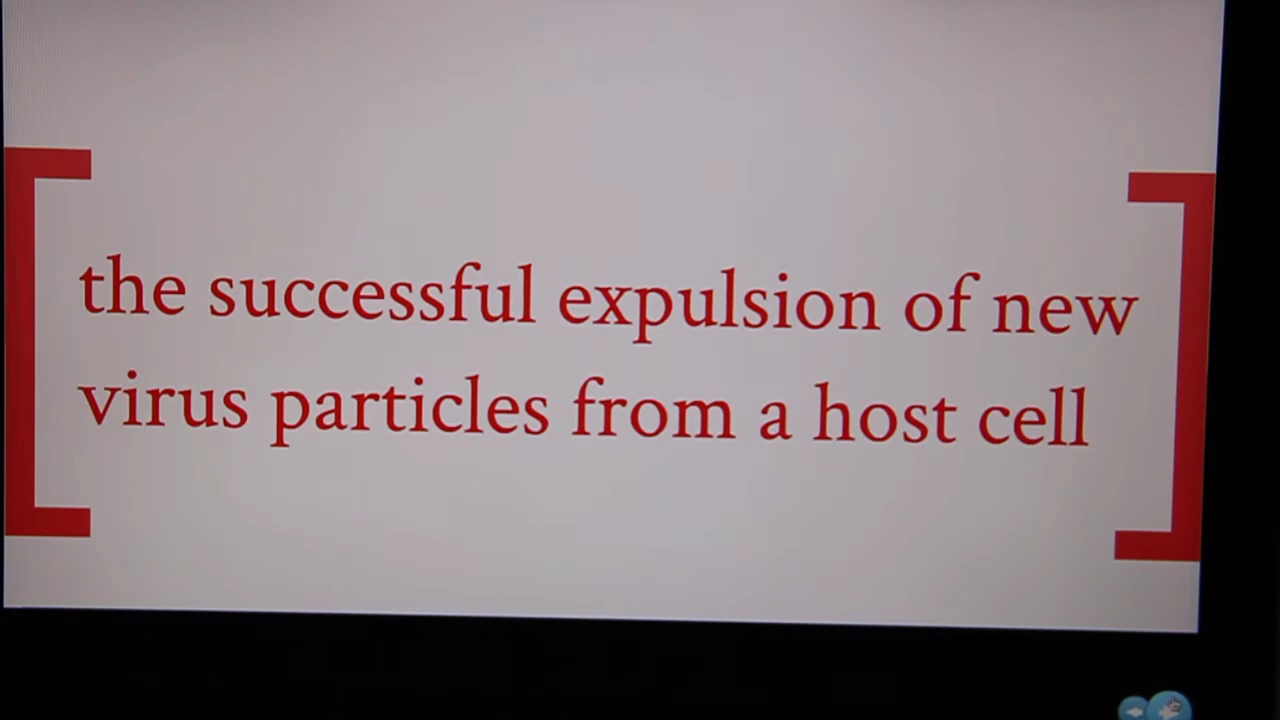 the successful expulsion of new
virus particles from a host cell